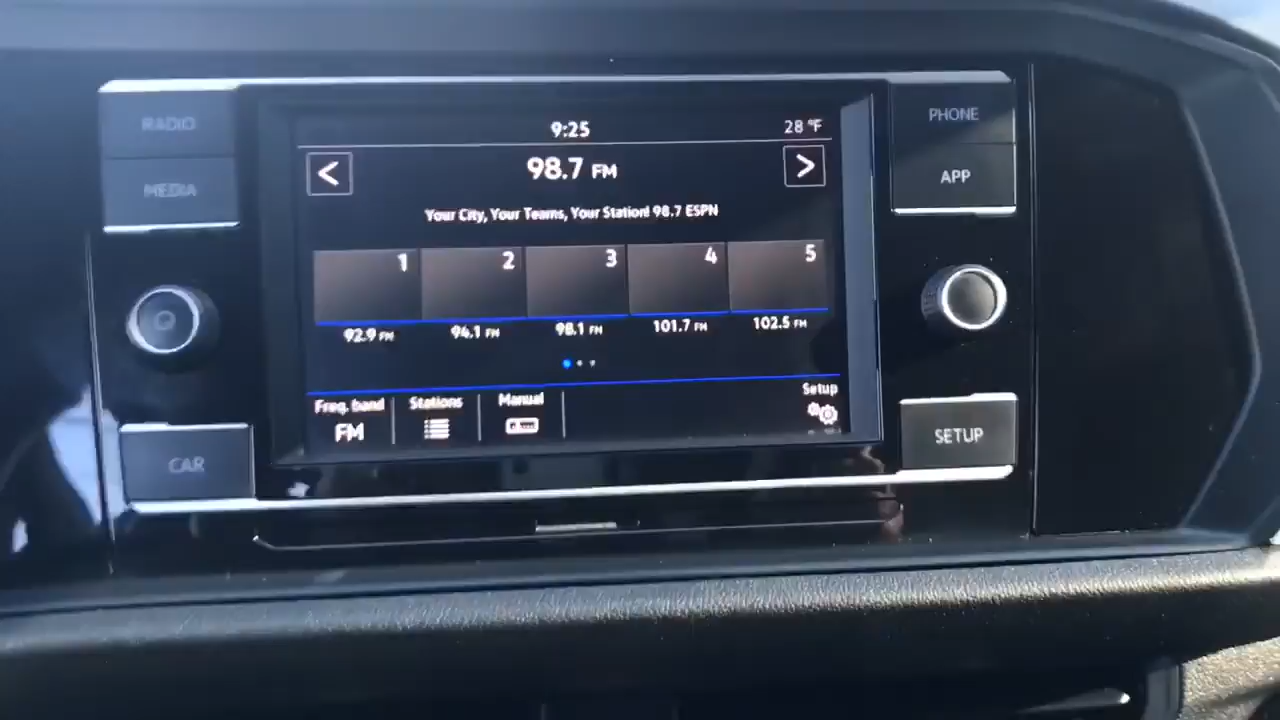 RADIO
MEDIA
CAR
9:25
28 °F
<
98.7 FM
>
Your City, Your Teams, Your Station! 98.7 ESPN
1
2
3
4
5
92.9 FM
94.1 FM
98.1 FM
101.7 FM
102.5 FM
Freq. band
Stations
Manual
Setup
FM
PHONE
APP
SETUP